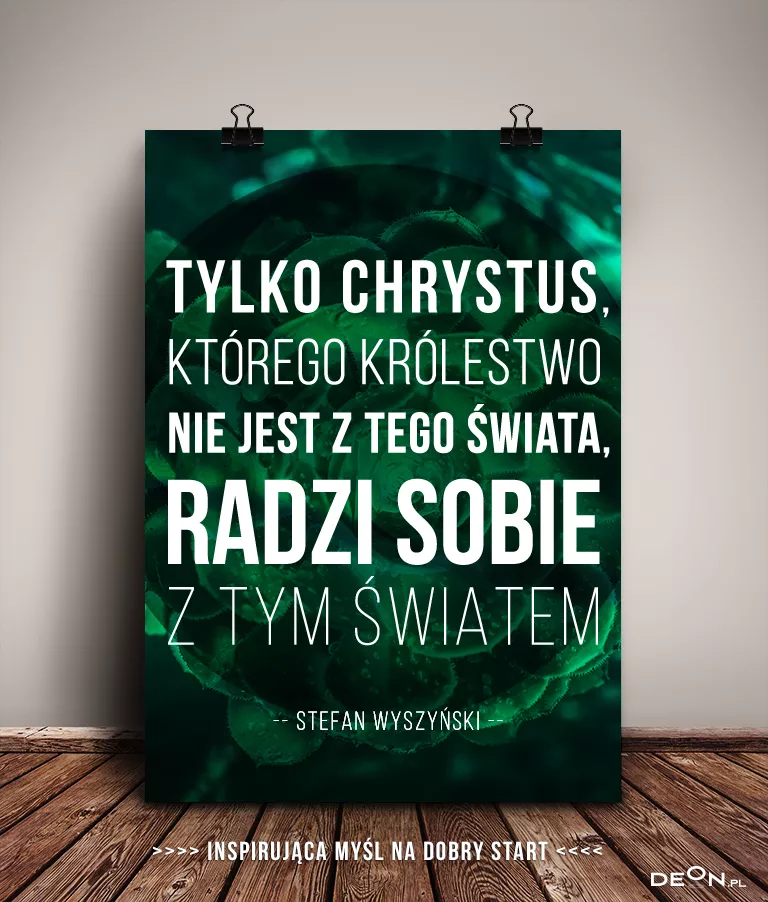 TYLKO CHRYSTUS,
KTÓREGO KRÓLESTWO
NIE JEST Z TEGO ŚWIATA,
RADZI SOBIE
Z TYM ŚWIATEM
-- STEFAN WYSZYŃSKI --
>>>> INSPIRUJĄCA MYŚL NA DOBRY START <<<<
DEON.PL